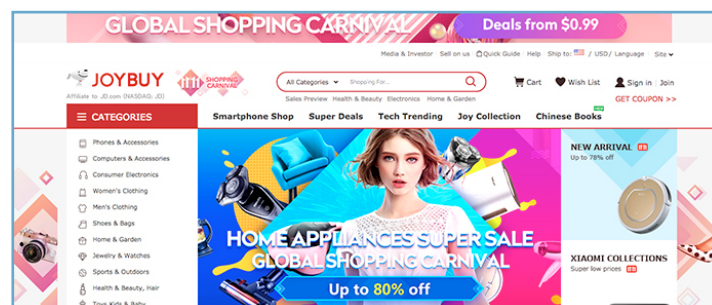 GLOBAL SHOPPING CARNIVAL
Deals from $0.99
Media & Investor Sell on us Quick Guide Help Ship to: / USD/ Language Site
JOYBUY
SHOPPING CARNIVAL
All Categories Shopping For...
Cart Wish List Sign in Join
Affiliate to JD.com (NASDAQ: JD)
Sales Preview Health & Beauty Electronics Home & Garden
GET COUPON >>
CATEGORIES
Smartphone Shop Super Deals Tech Trending Joy Collection Chinese Books
Phones & Accessories
Computers & Accessories
Consumer Electronics
Women's Clothing
Men's Clothing
Shoes & Bags
Home & Garden
Jewelry & Watches
Sports & Outdoors
Health & Beauty, Hair
Toys Kids & Baby
HOME APPLIANCES SUPER SALE
GLOBAL SHOPPING CARNIVAL
Up to 80% off
NEW ARRIVAL
Up to 78% off
XIAOMI COLLECTIONS
Super low prices